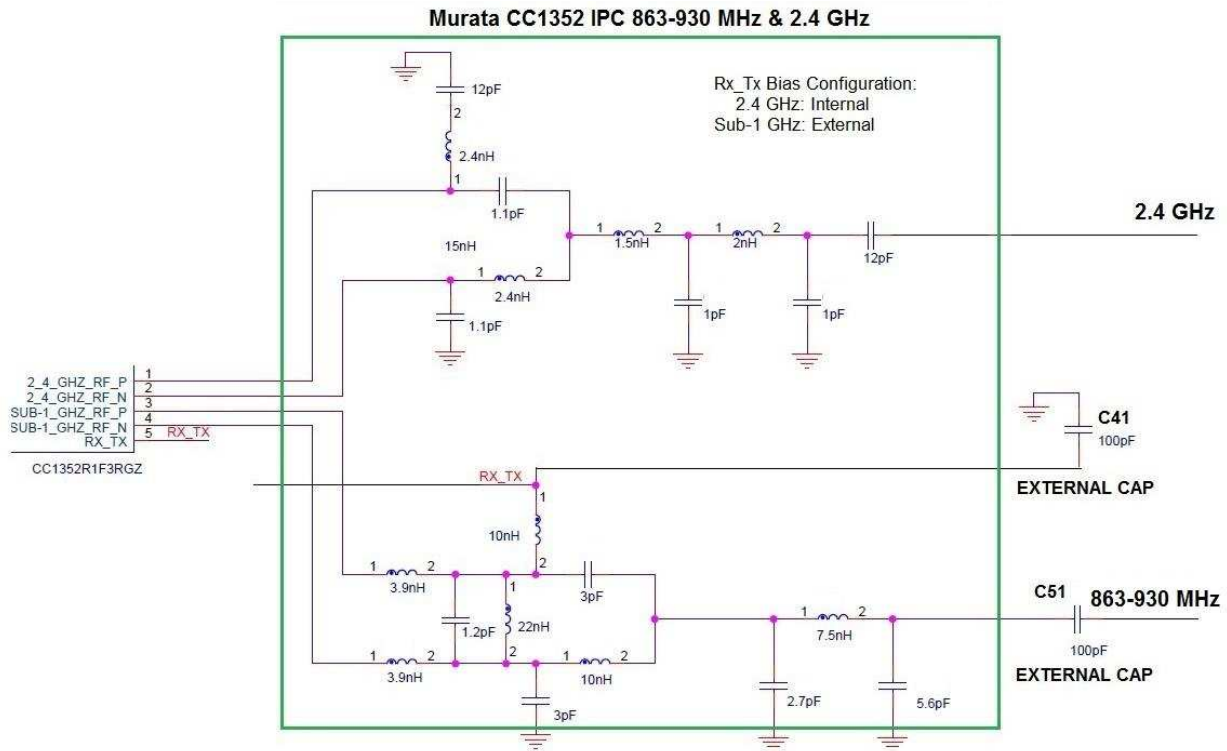 Murata CC1352 IPC 863-930 MHz & 2.4 GHz
12pF
2
2.4nH
1
1.1pF
Rx_Tx Bias Configuration:
2.4 GHz: Internal
Sub-1 GHz: External
2.4 GHz
15nH
1 2
1.5nH
1 2
2nH
12pF
1 2
2.4nH
1.1pF
1pF
1pF
2_4_GHZ_RF_P
1
2_4_GHZ_RF_N
2
SUB-1_GHZ_RF_P
3
SUB-1_GHZ_RF_N
4
RX_TX
5
RX_TX
CC1352R1F3RGZ
C41
100pF
EXTERNAL CAP
RX_TX
1
10nH
2
1 2
3.9nH
3pF
1
1.2pF
22nH
2
1 2
3.9nH
1 2
10nH
3pF
1 2
7.5nH
2.7pF
5.6pF
C51
863-930 MHz
100pF
EXTERNAL CAP